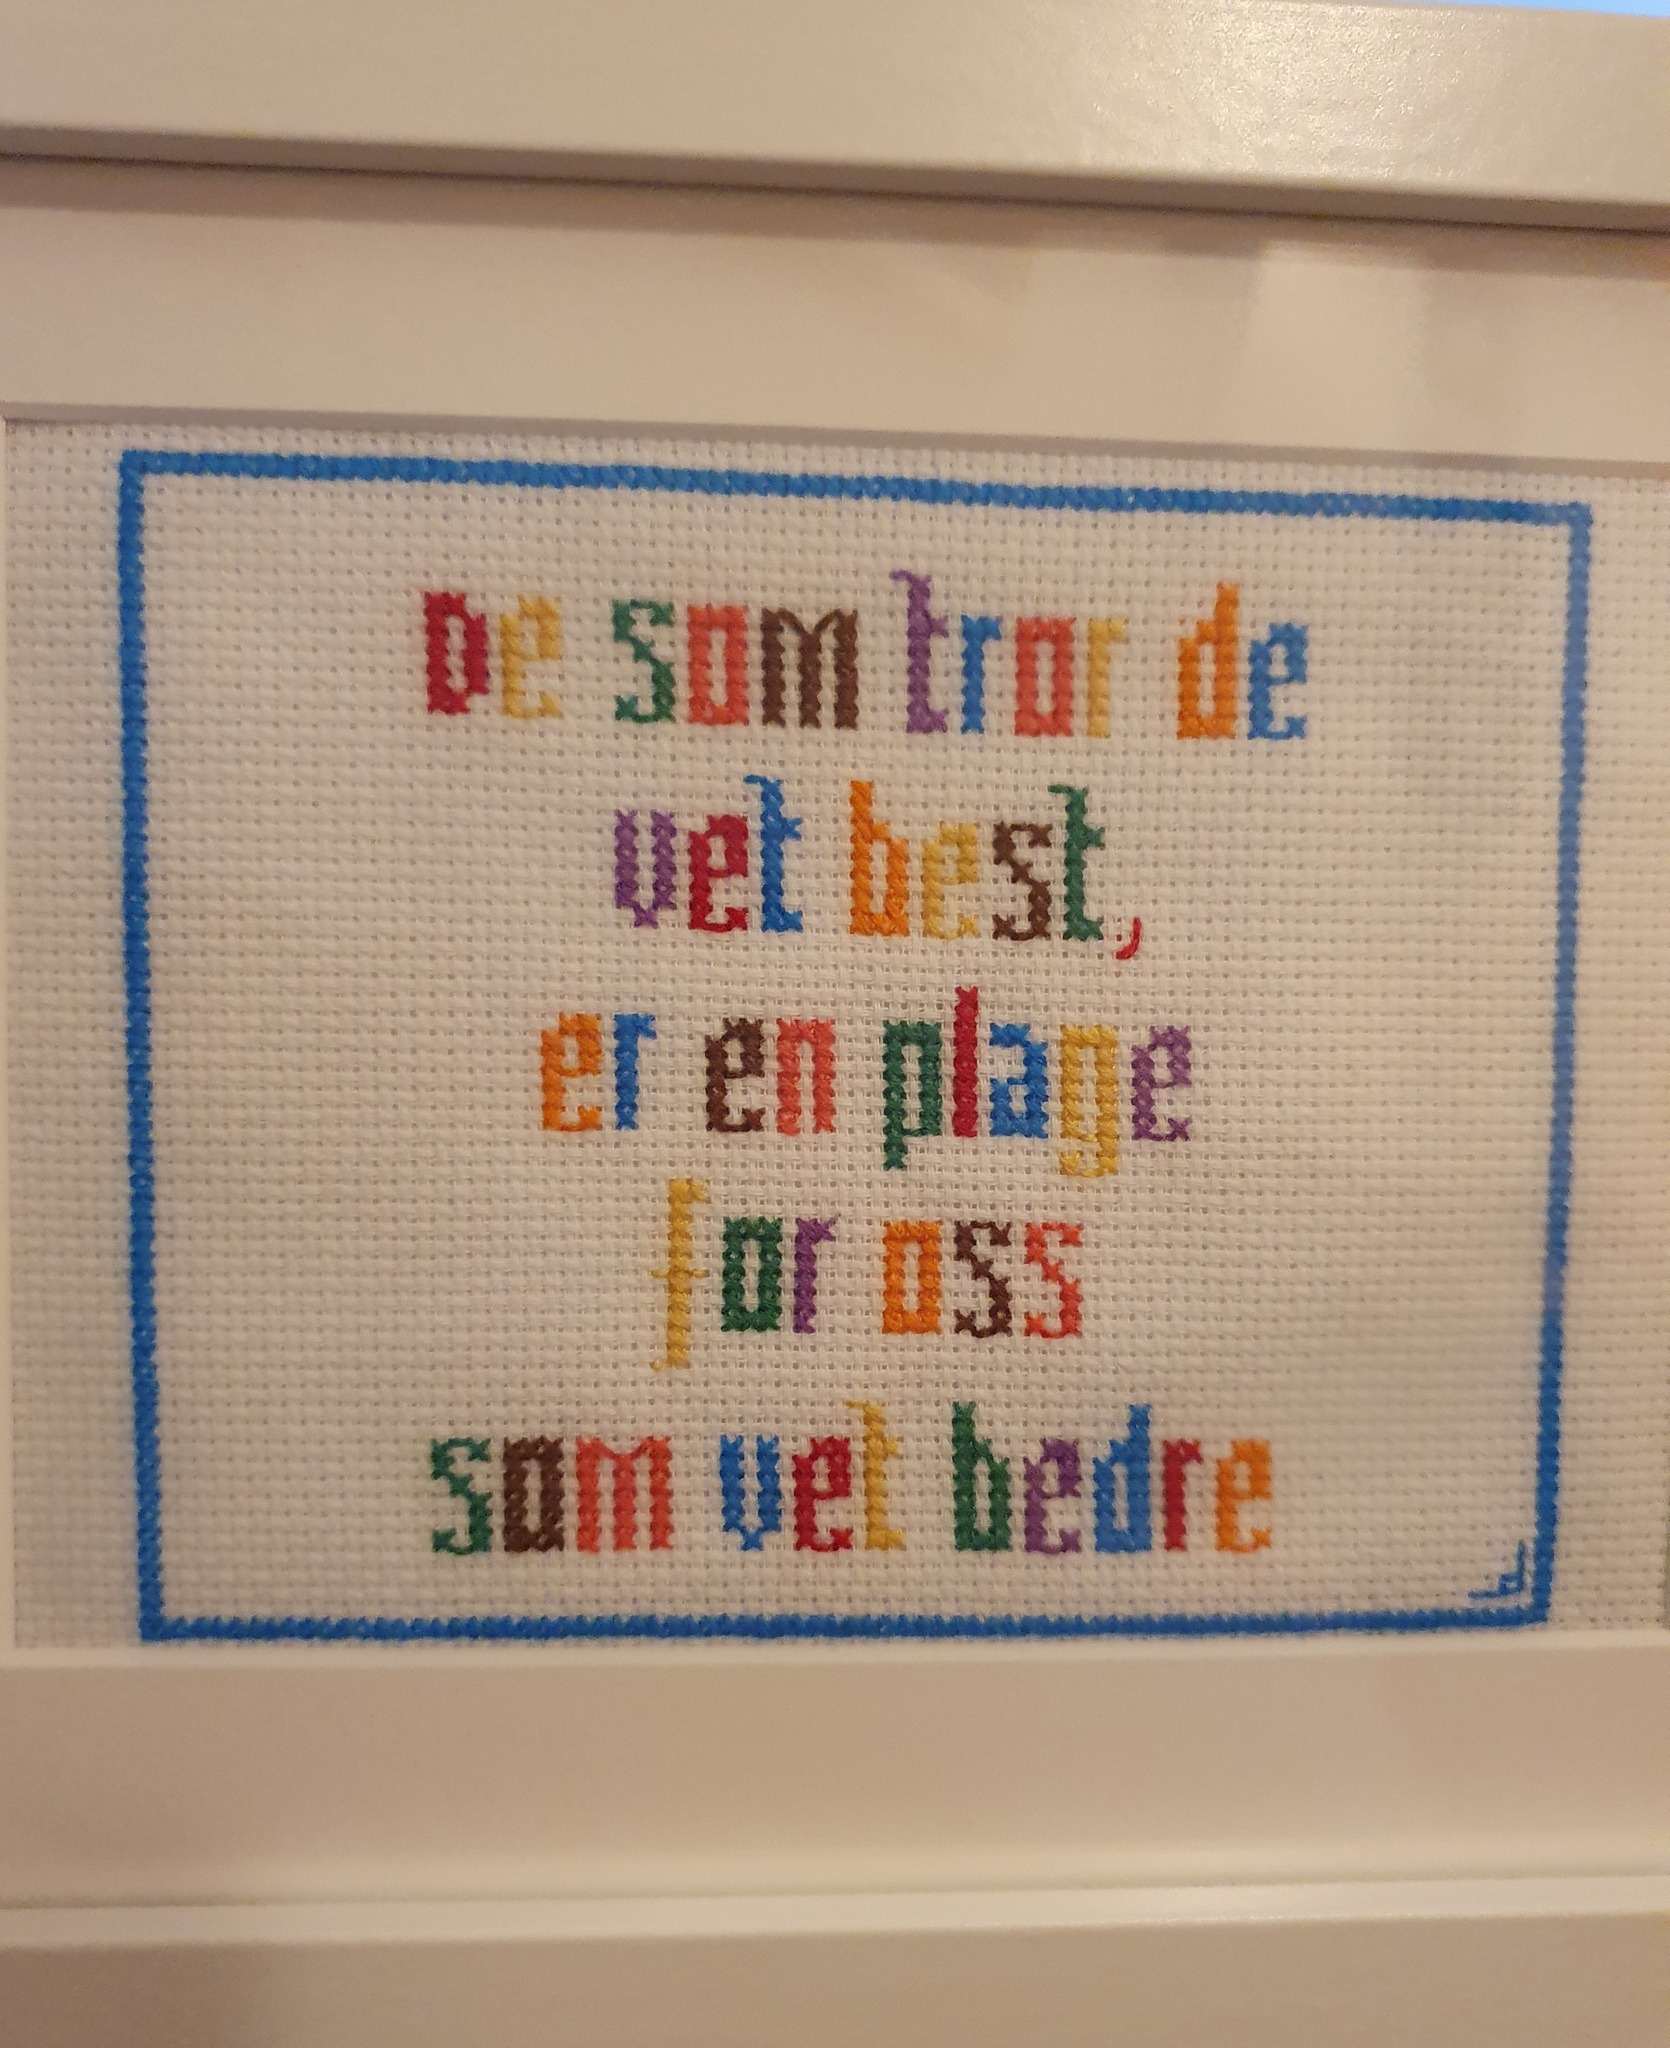 De som tror de
vet best,
er en plage
for oss
som vet bedre